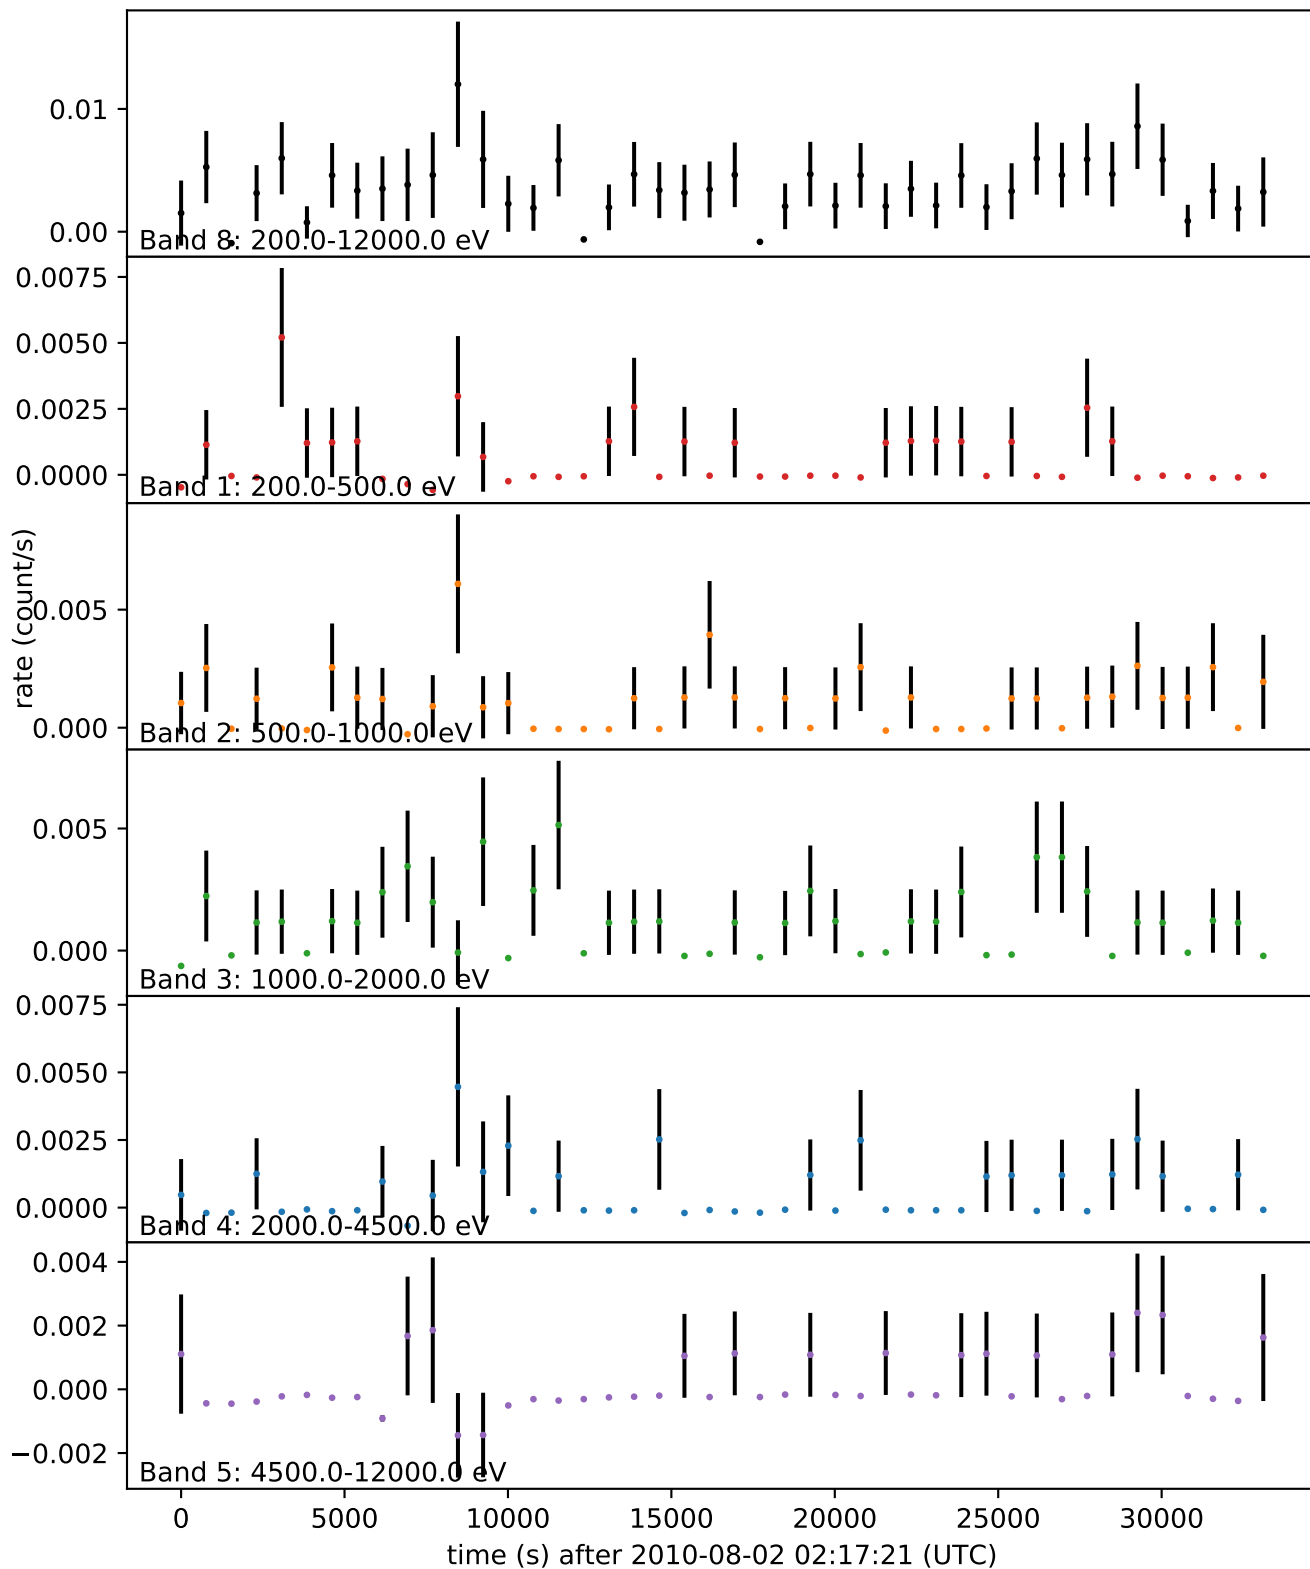 0.01
0.00
Band 8: 200.0-12000.0 eV
0.0075
0.0050
0.0025
0.0000
Band 1: 200.0-500.0 eV
rate (count/s)
0.005
0.000
Band 2: 500.0-1000.0 eV
0.005
0.000
Band 3: 1000.0-2000.0 eV
0.0075
0.0050
0.0025
0.0000
Band 4: 2000.0-4500.0 eV
0.004
0.002
0.000
−0.002
Band 5: 4500.0-12000.0 eV
0 5000 10000 15000 20000 25000 30000
time (s) after 2010-08-02 02:17:21 (UTC)